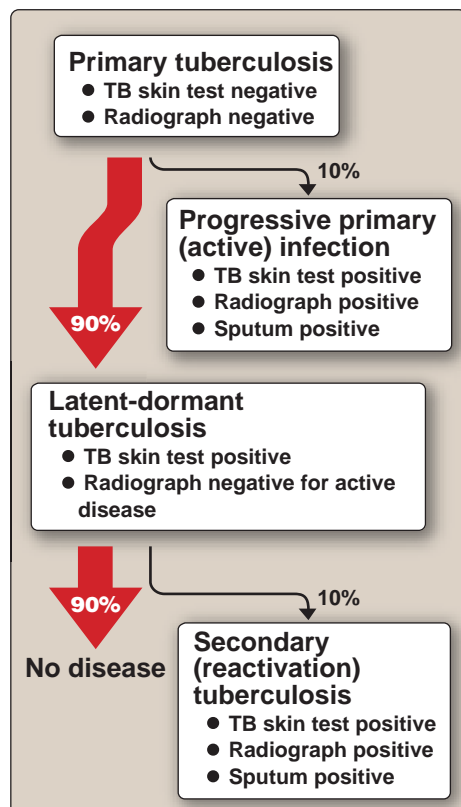 Primary tuberculosis
● TB skin test negative
● Radiograph negative
10%
Progressive primary
(active) infection
● TB skin test positive
● Radiograph positive
● Sputum positive
90%
Latent-dormant
tuberculosis
● TB skin test positive
● Radiograph negative for active
disease
90%
10%
No disease
Secondary
(reactivation)
tuberculosis
● TB skin test positive
● Radiograph positive
● Sputum positive